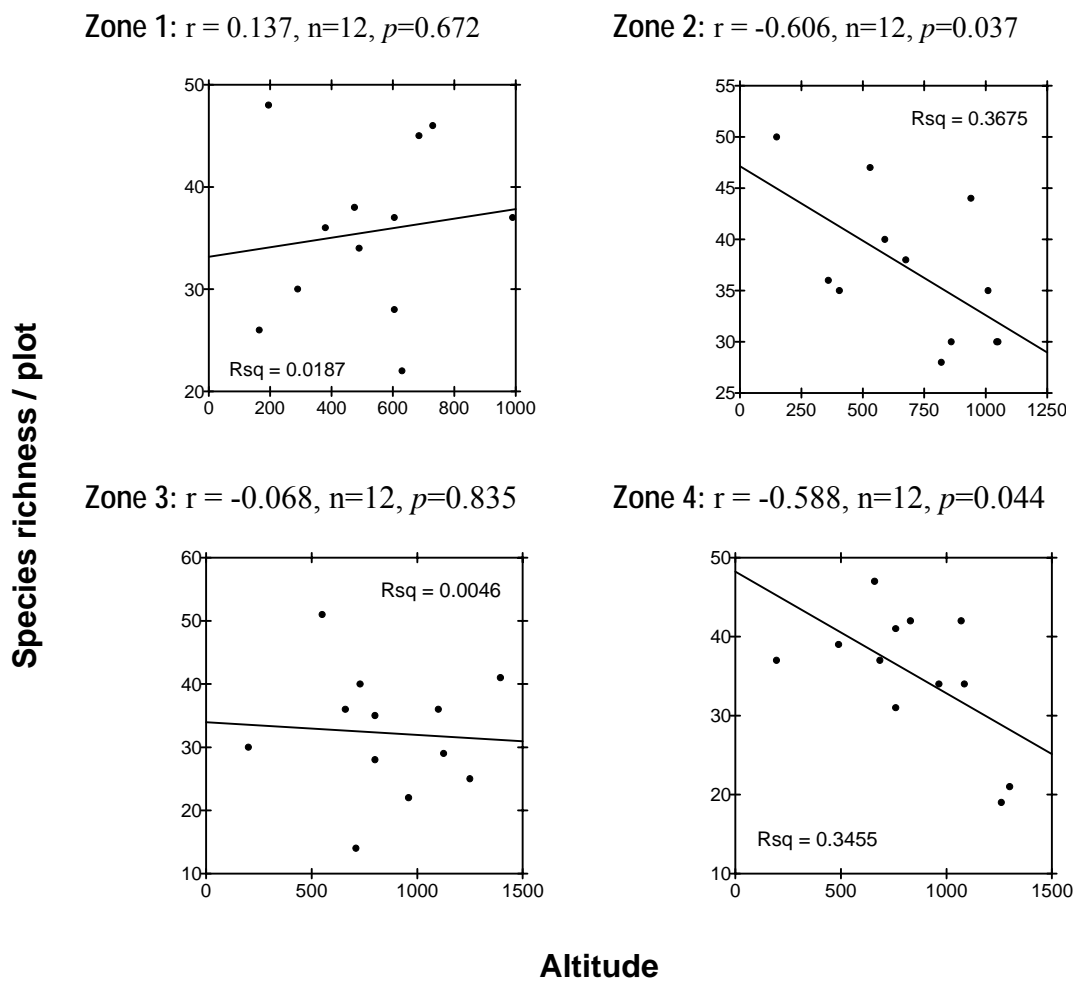 Zone 1: r = 0.137, n=12, p=0.672
50
40
30
20
0 200 400 600 800 1000
Rsq = 0.0187
Zone 2: r = -0.606, n=12, p=0.037
55
50
45
40
35
30
25
0 250 500 750 1000 1250
Rsq = 0.3675
Zone 3: r = -0.068, n=12, p=0.835
60
50
40
30
20
10
0 500 1000 1500
Rsq = 0.0046
Zone 4: r = -0.588, n=12, p=0.044
50
40
30
20
10
0 500 1000 1500
Rsq = 0.3455
Species richness / plot
Altitude